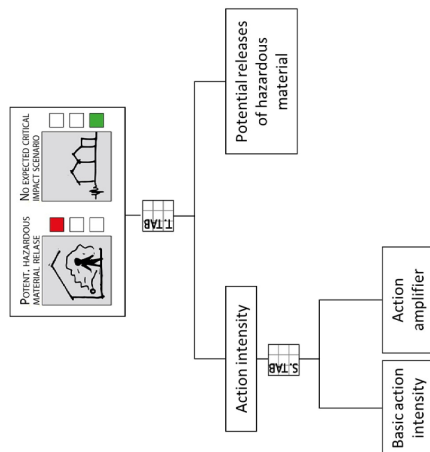 POTENT. HAZARDOUS
MATERIAL RELASE
NO EXPECTED CRITICAL
IMPACT SCENARIO
T. TAB
Action intensity
Potential releases
of hazardous
material
S. TAB
Basic action
intensity
Action
amplifier